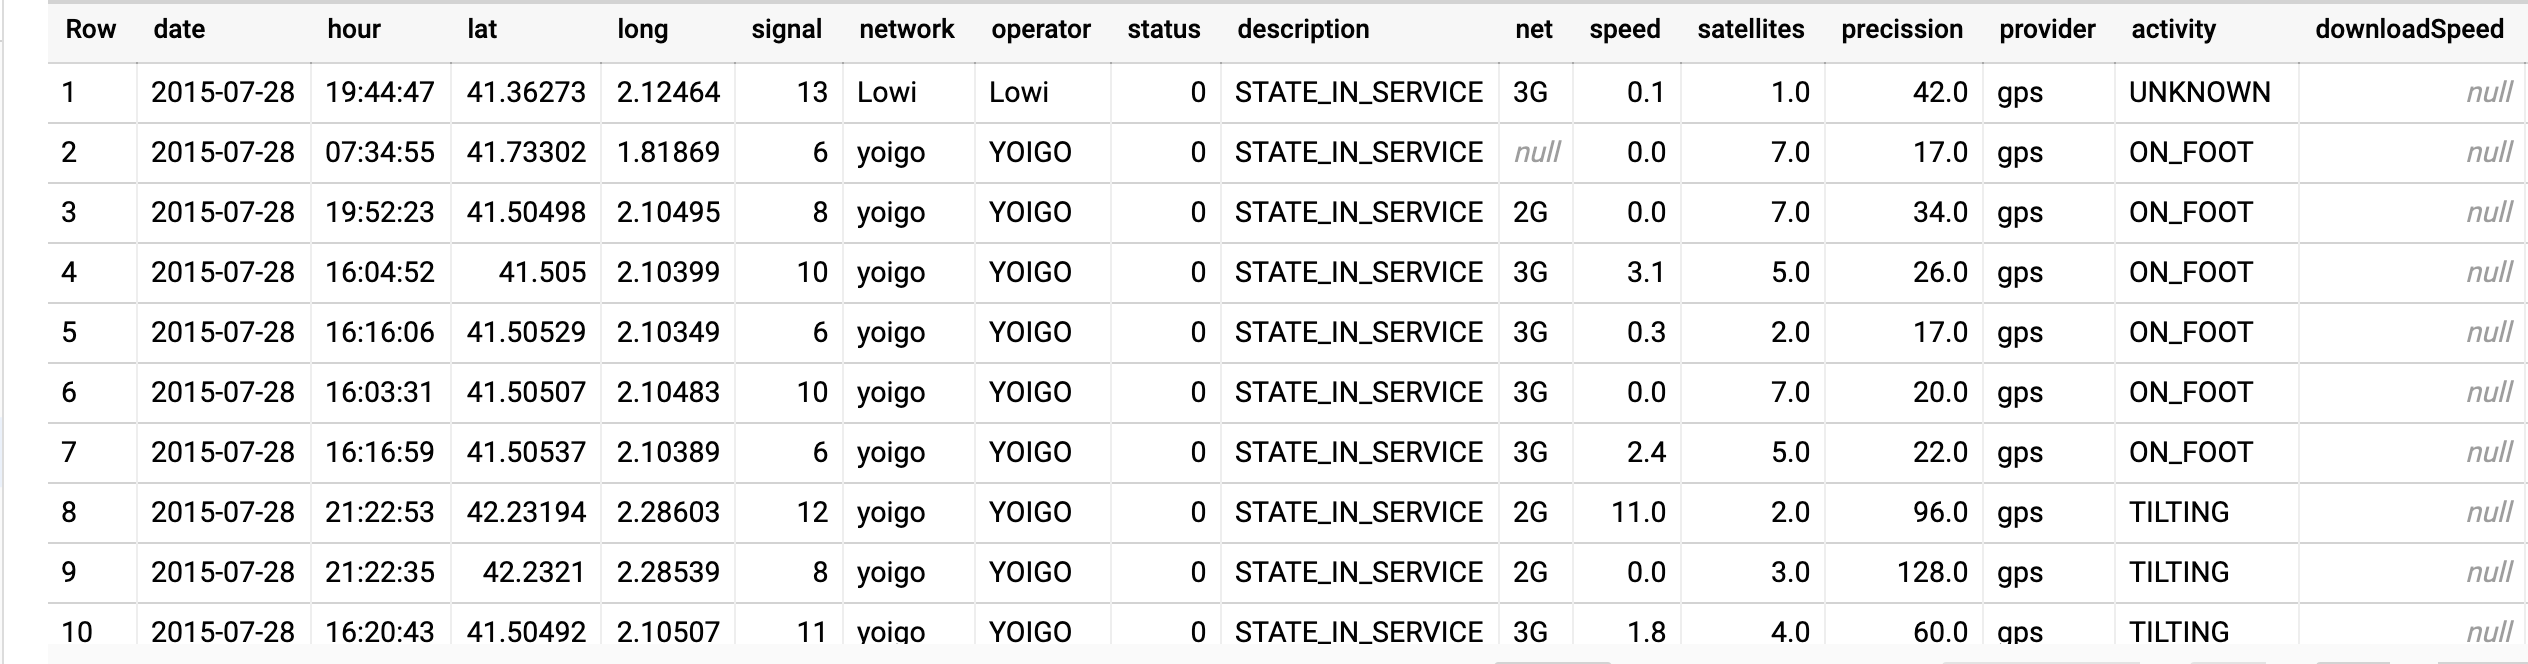 Row date hour lat long signal network operator status description net speed satellites precission provider activity downloadSpeed
1 2015-07-28 19:44:47 41.36273 2.12464 13 Lowi Lowi 0 STATE_IN_SERVICE 3G 0.1 1.0 42.0 gps UNKNOWN null
2 2015-07-28 07:34:55 41.73302 1.81869 6 yoigo YOIGO 0 STATE_IN_SERVICE null 0.0 7.0 17.0 gps ON_FOOT null
3 2015-07-28 19:52:23 41.50498 2.10495 8 yoigo YOIGO 0 STATE_IN_SERVICE 2G 0.0 7.0 34.0 gps ON_FOOT null
4 2015-07-28 16:04:52 41.505 2.10399 10 yoigo YOIGO 0 STATE_IN_SERVICE 3G 3.1 5.0 26.0 gps ON_FOOT null
5 2015-07-28 16:16:06 41.50529 2.10349 6 yoigo YOIGO 0 STATE_IN_SERVICE 3G 0.3 2.0 17.0 gps ON_FOOT null
6 2015-07-28 16:03:31 41.50507 2.10483 10 yoigo YOIGO 0 STATE_IN_SERVICE 3G 0.0 7.0 20.0 gps ON_FOOT null
7 2015-07-28 16:16:59 41.50537 2.10389 6 yoigo YOIGO 0 STATE_IN_SERVICE 3G 2.4 5.0 22.0 gps ON_FOOT null
8 2015-07-28 21:22:53 42.23194 2.28603 12 yoigo YOIGO 0 STATE_IN_SERVICE 2G 11.0 2.0 96.0 gps TILTING null
9 2015-07-28 21:22:35 42.2321 2.28539 8 yoigo YOIGO 0 STATE_IN_SERVICE 2G 0.0 3.0 128.0 gps TILTING null
10 2015-07-28 16:20:43 41.50492 2.10507 11 yoigo YOIGO 0 STATE_IN_SERVICE 3G 1.8 4.0 60.0 gps TILTING null